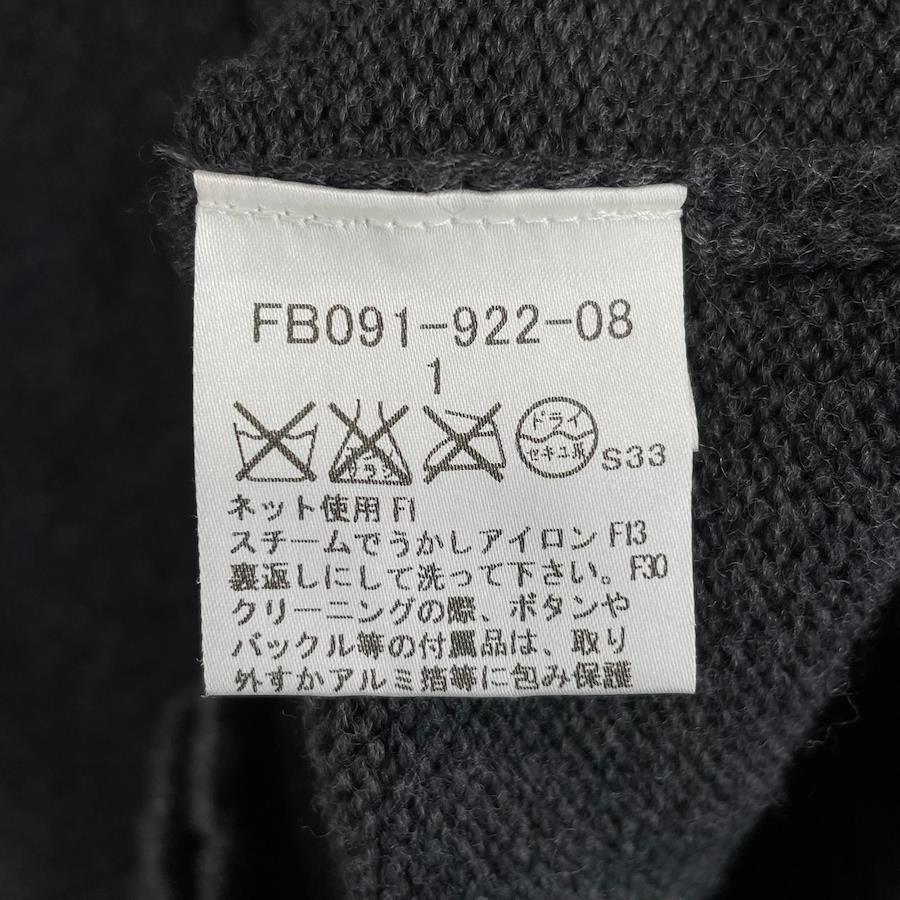 FB091-922-08
1
ドライ
セキユ系
S33
ネット使用 F1
スチームでうかしアイロン F13
裏返しにして洗って下さい。F30
クリーニングの際、ボタンや
バックル等の付属品は、取り
外すかアルミ箔等に包み保護